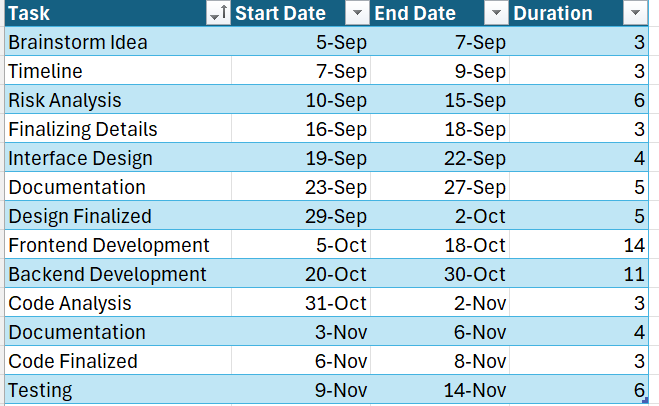 Task Start Date End Date Duration
Brainstorm Idea 5-Sep 7-Sep 3
Timeline 7-Sep 9-Sep 3
Risk Analysis 10-Sep 15-Sep 6
Finalizing Details 16-Sep 18-Sep 3
Interface Design 19-Sep 22-Sep 4
Documentation 23-Sep 27-Sep 5
Design Finalized 29-Sep 2-Oct 5
Frontend Development 5-Oct 18-Oct 14
Backend Development 20-Oct 30-Oct 11
Code Analysis 31-Oct 2-Nov 3
Documentation 3-Nov 6-Nov 4
Code Finalized 6-Nov 8-Nov 3
Testing 9-Nov 14-Nov 6